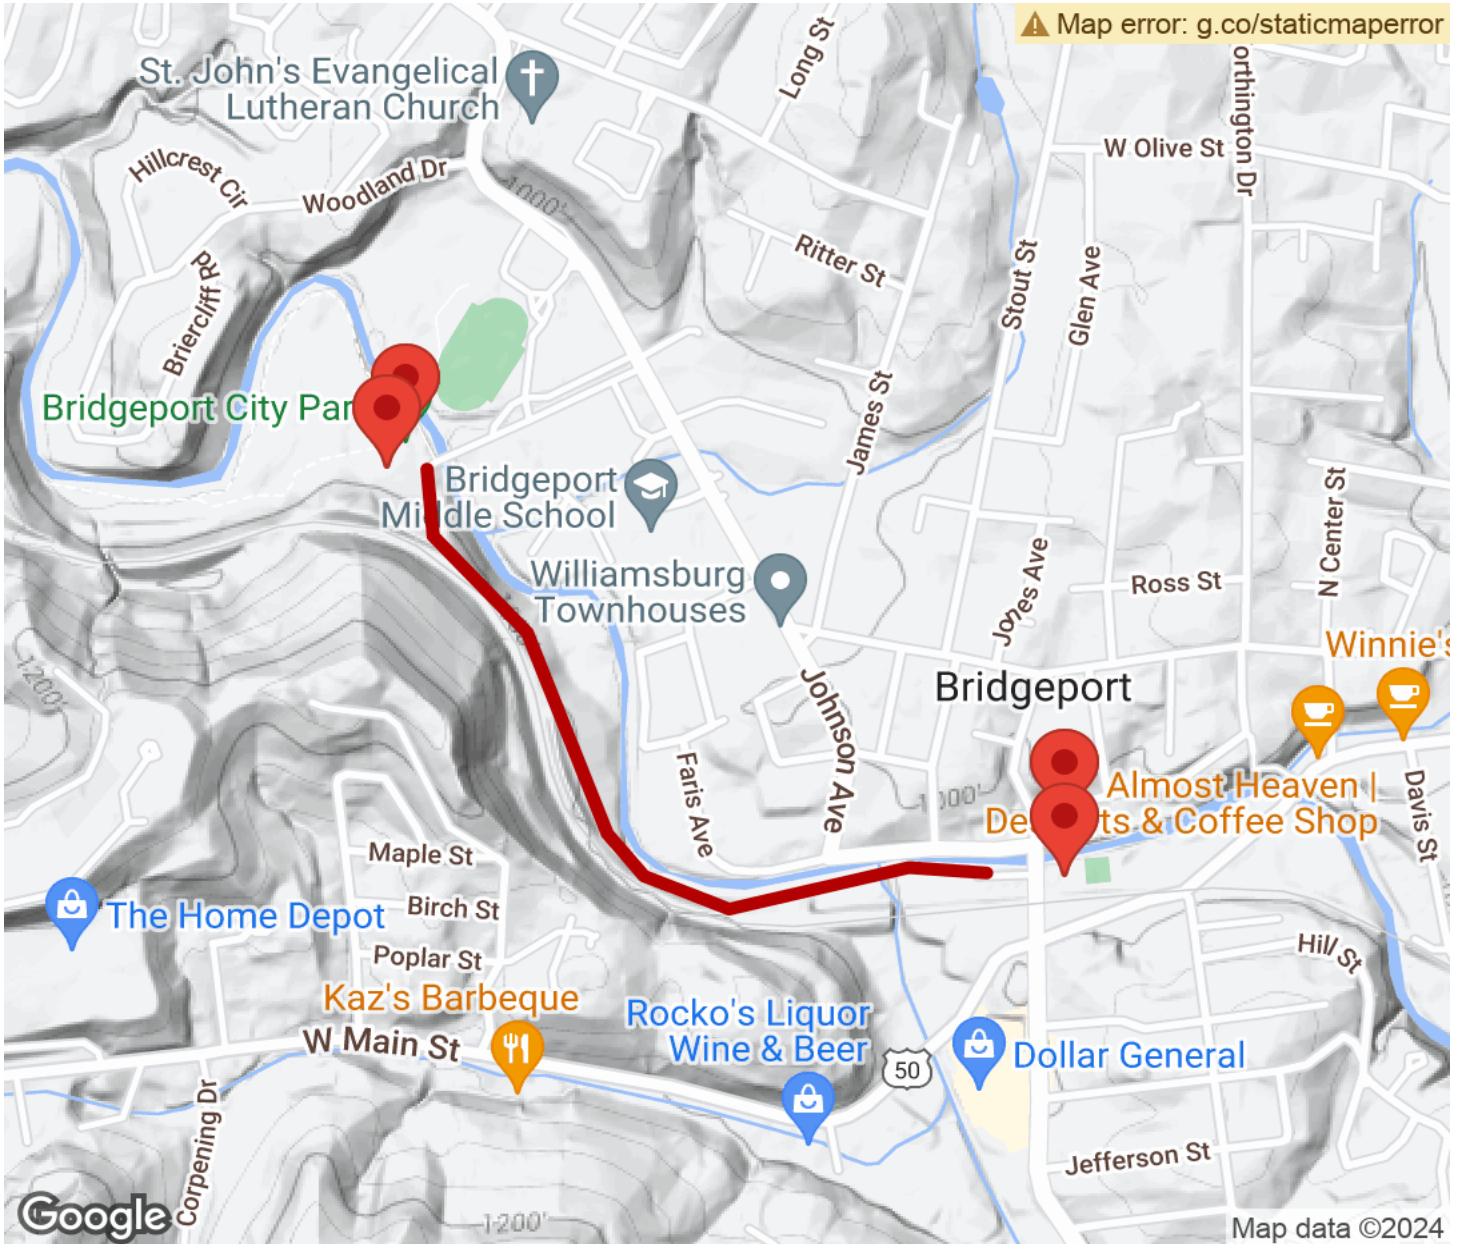 Map error: g.co/staticmaperror
St. John's Evangelical
Lutheran Church
Long St
orthington Dr
W Olive St
Hillcrest Cir
Woodland Dr
1000'
Ritter St
Stout St
Glen Ave
Briercliff Rd
Bridgeport City Par
James St
Bridgeport
Middle School
N Center St
Williamsburg
Townhouses
Jones Ave
Ross St
Winnie's
1200'
Bridgeport
Johnson Ave
Faris Ave
1000'
Almost Heaven |
De ts & Coffee Shop
Davis St
Maple St
Birch St
The Home Depot
Poplar St
Hill St
Kaz's Barbeque
W Main St
Rocko's Liquor
Wine & Beer
50
Dollar General
Corpening Dr
Jefferson St
Google
1200'
Map data ©2024